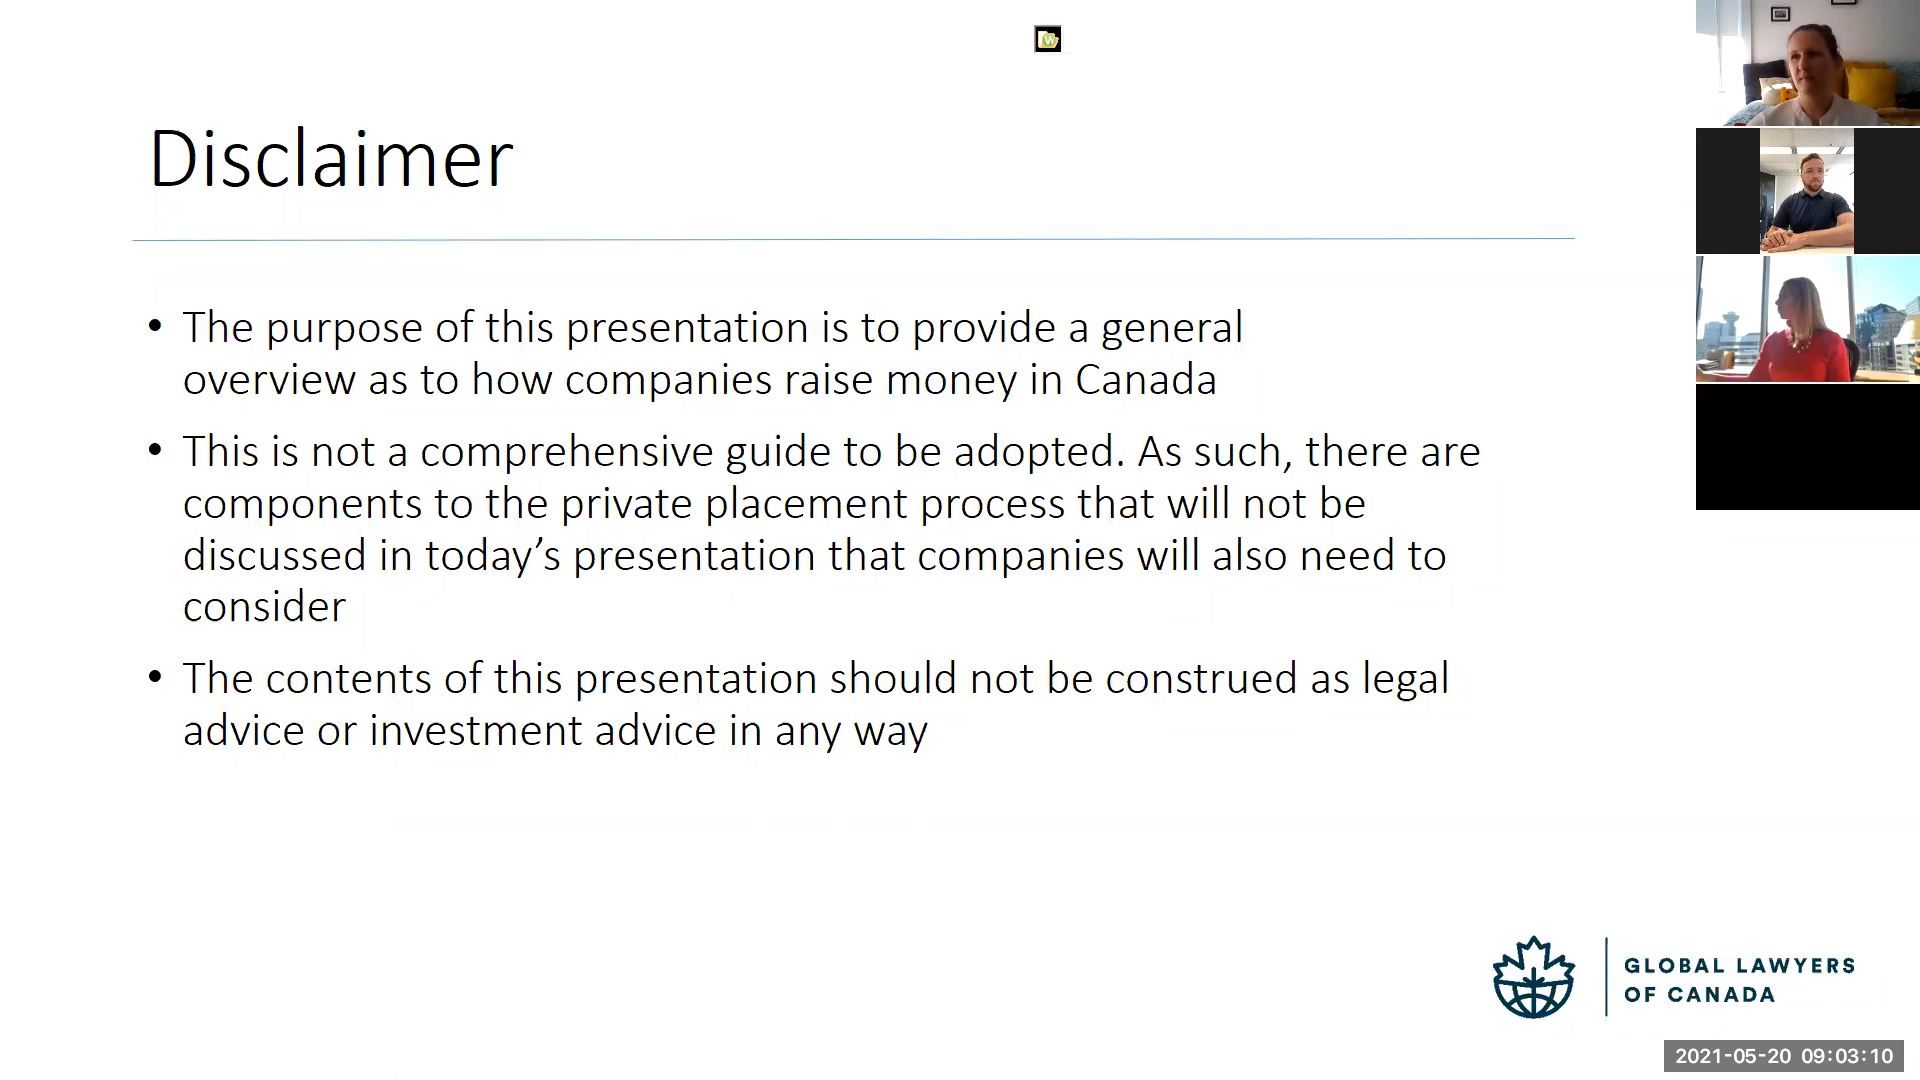 Disclaimer
• The purpose of this presentation is to provide a general
overview as to how companies raise money in Canada
• This is not a comprehensive guide to be adopted. As such, there are
components to the private placement process that will not be
discussed in today’s presentation that companies will also need to
consider
• The contents of this presentation should not be construed as legal
advice or investment advice in any way
GLOBAL LAWYERS
OF CANADA
2021-05-20 09:03:10